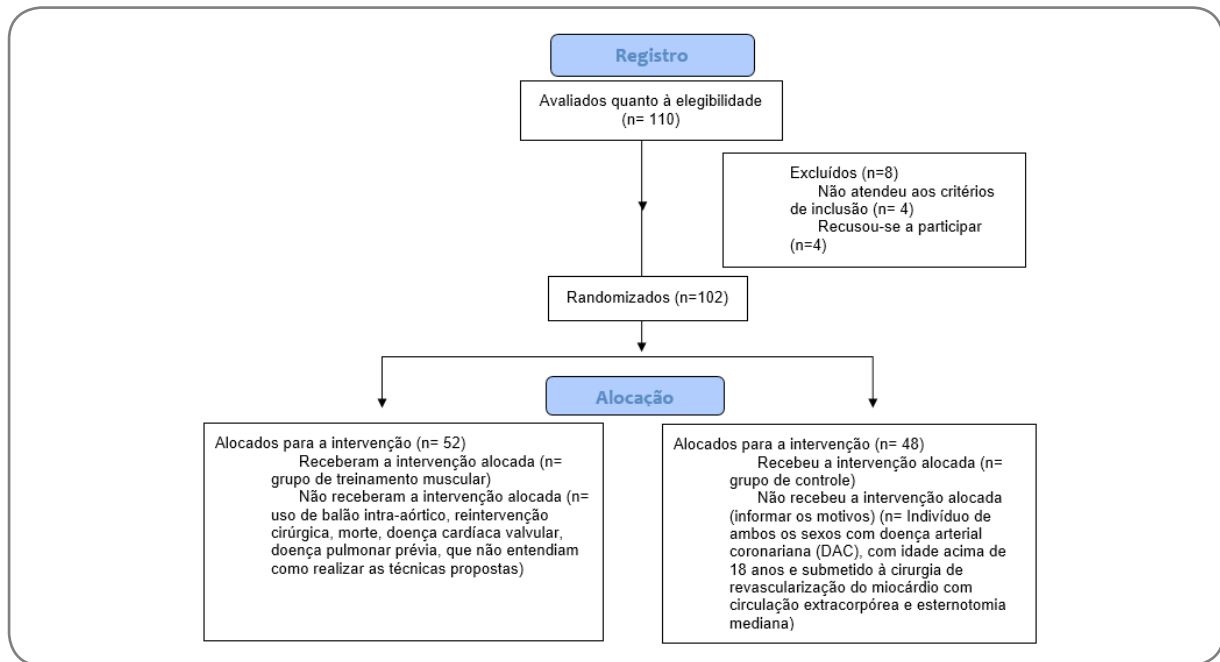 Registro
Avaliados quanto à elegibilidade
(n= 110)
Excluídos (n=8)
Não atendeu aos critérios
de inclusão (n= 4)
Recusou-se a participar
(n=4)
Randomizados (n=102)
Alocação
Alocados para a intervenção (n= 52)
Receberam a intervenção alocada (n=
grupo de treinamento muscular)
Não receberam a intervenção alocada (n=
uso de balão intra-aórtico, reintervenção
cirúrgica, morte, doença cardíaca valvular,
doença pulmonar prévia, que não entendiam
como realizar as técnicas propostas)
Alocados para a intervenção (n= 48)
Recebeu a intervenção alocada (n=
grupo de controle)
Não recebeu a intervenção alocada
(informar os motivos) (n= Indivíduo de
ambos os sexos com doença arterial
coronariana (DAC), com idade acima de
18 anos e submetido à cirurgia de
revascularização do miocárdio com
circulação extracorpórea e esternotomia
mediana)